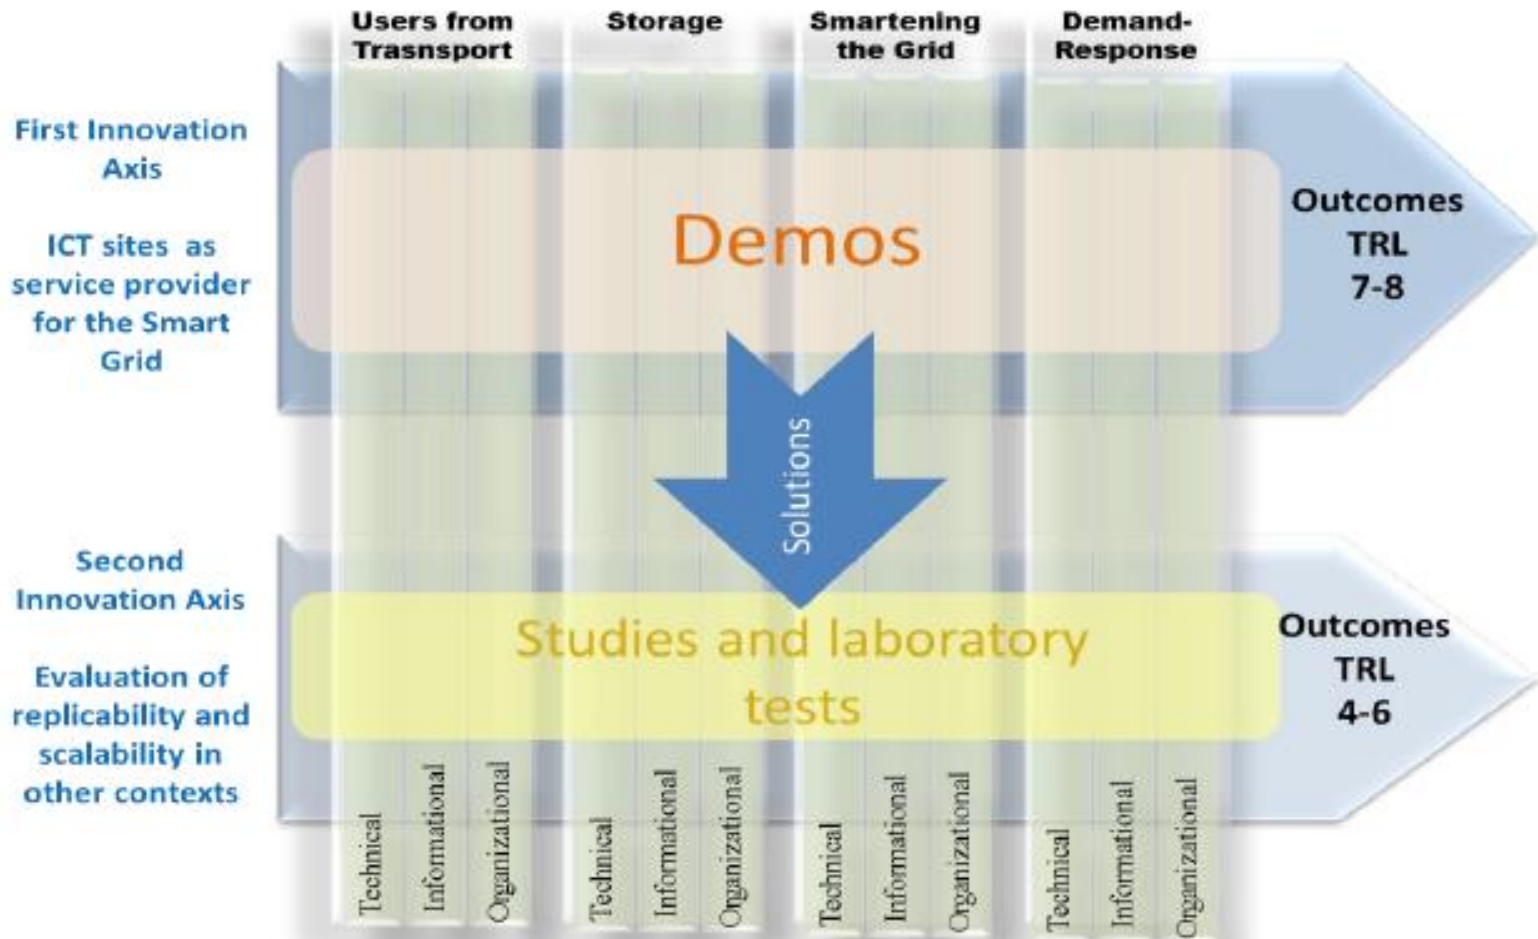 Users from
Trasnsport
Storage
Smartening
the Grid
Demand-
Response
First Innovation
Axis
ICT sites as
service provider
for the Smart
Grid
Demos
Outcomes
TRL
7-8
Solutions
Second
Innovation Axis
Evaluation of
replicability and
scalability in
other contexts
Studies and laboratory
tests
Outcomes
TRL
4-6
Technical
Informational
Organizational
Technical
Informational
Organizational
Technical
Informational
Organizational
Technical
Informational
Organizational